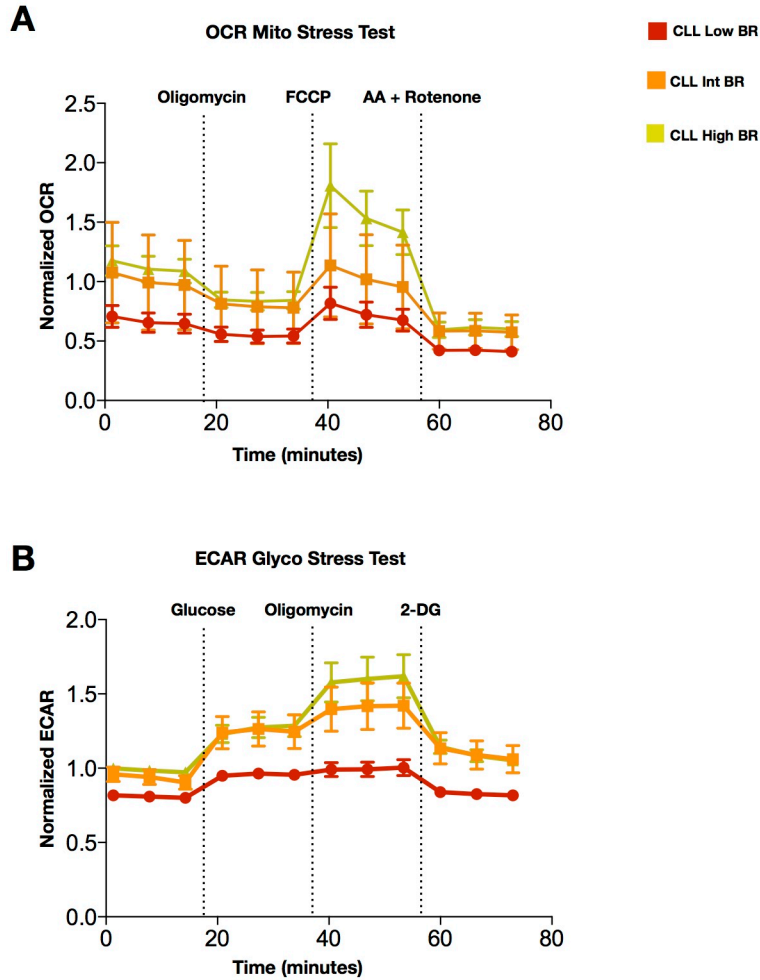 A
OCR Mito Stress Test
CLL Low BR
CLL Int BR
CLL High BR
Oligomycin FCCP AA + Rotenone
2.5
2.0
1.5
1.0
0.5
0.0
Normalized OCR
0 20 40 60 80
Time (minutes)
B
ECAR Glyco Stress Test
Glucose Oligomycin 2-DG
2.0
1.5
1.0
0.5
0.0
Normalized ECAR
0 20 40 60 80
Time (minutes)